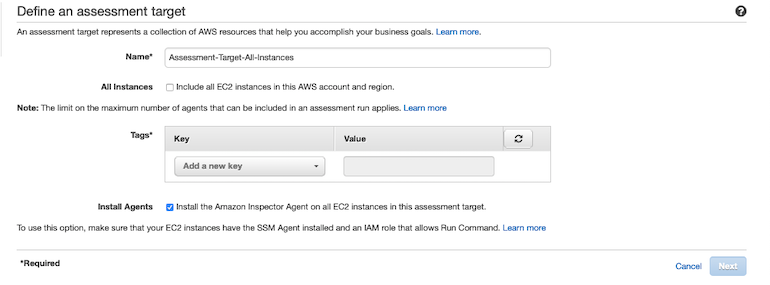 Define an assessment target
An assessment target represents a collection of AWS resources that help you accomplish your business goals. Learn more.
Name* Assessment-Target-All-Instances
All Instances Include all EC2 instances in this AWS account and region.
Note: The limit on the maximum number of agents that can be included in an assessment run applies. Learn more
Tags* Key Value
Add a new key
Install Agents Install the Amazon Inspector Agent on all EC2 instances in this assessment target.
To use this option, make sure that your EC2 instances have the SSM Agent installed and an IAM role that allows Run Command. Learn more
*Required
Cancel Next